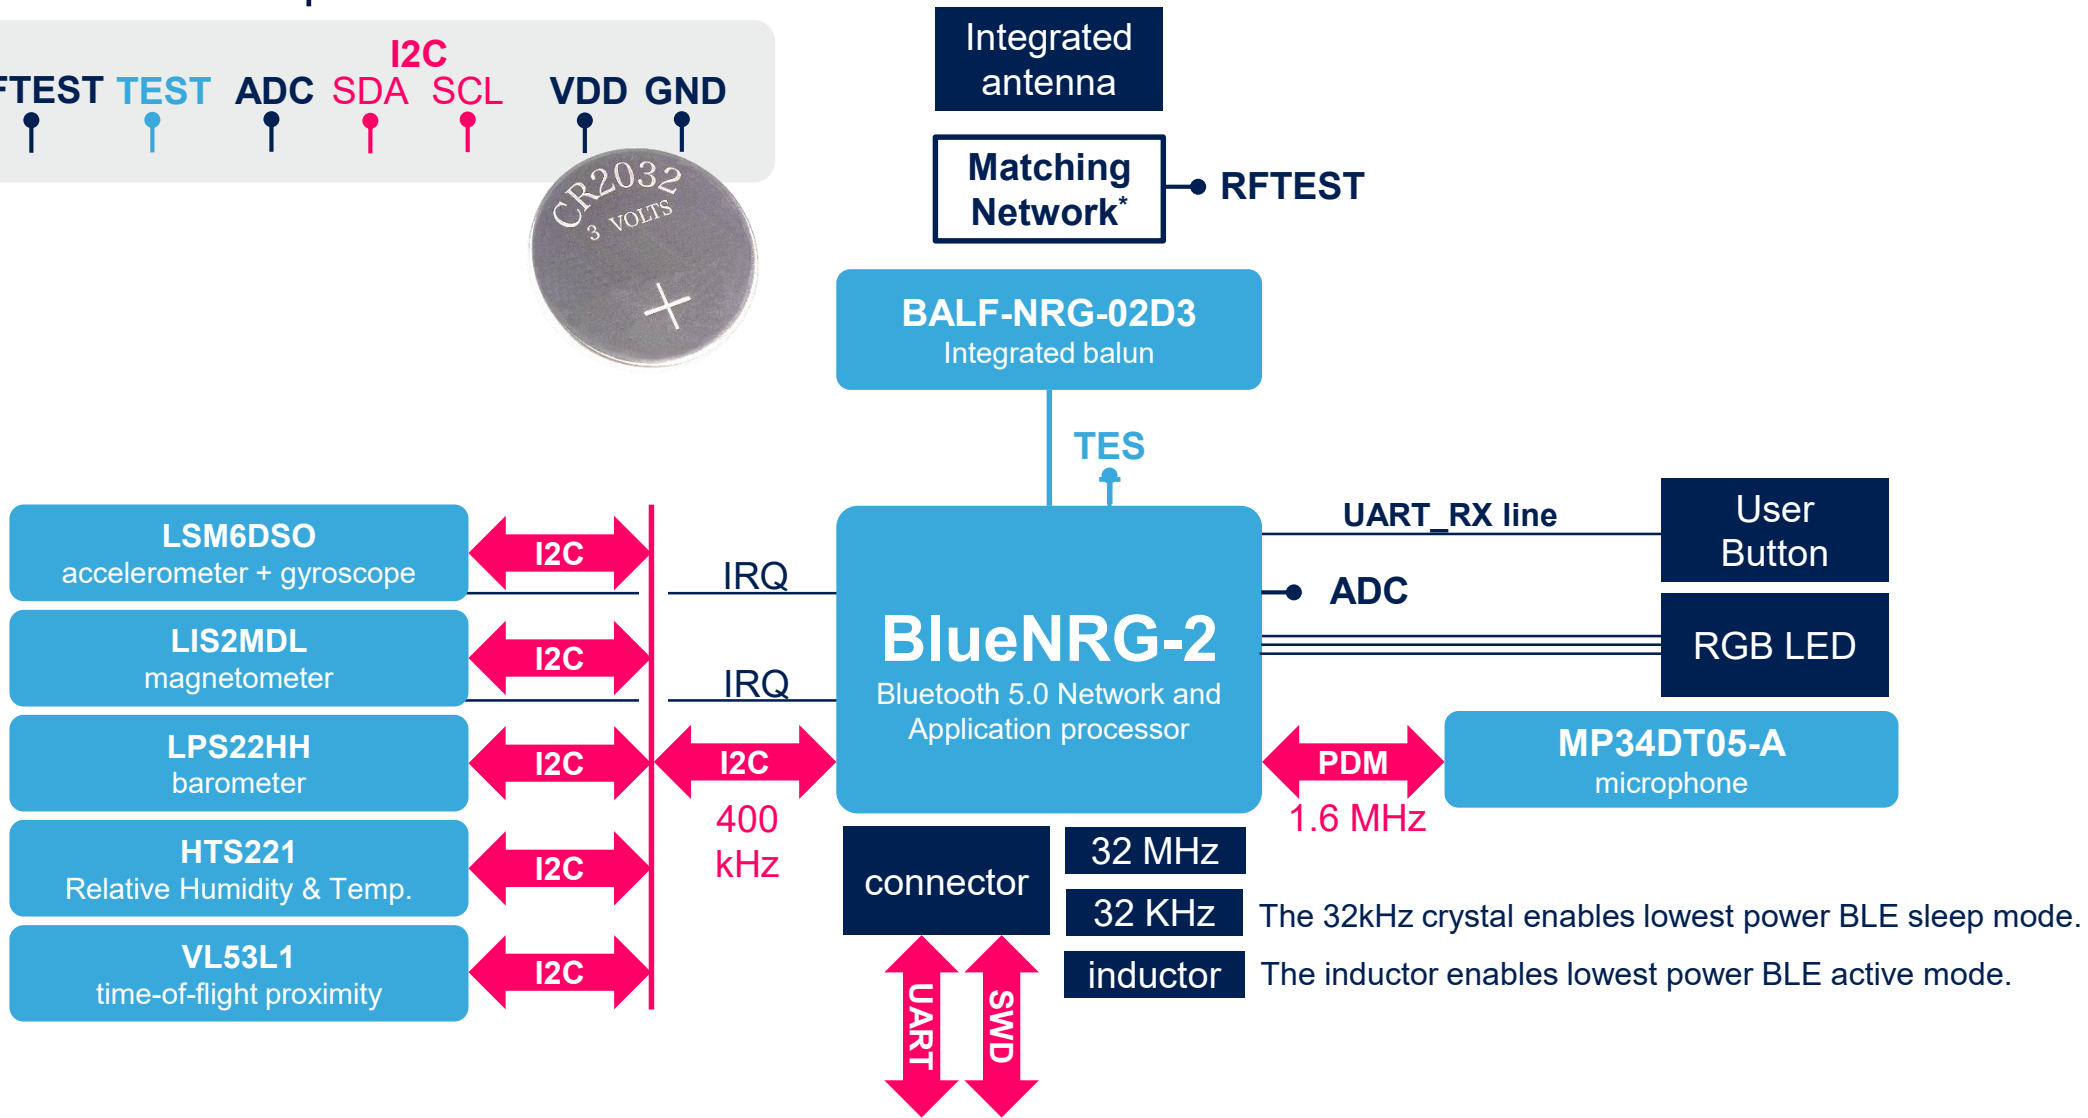 I2C
TEST ADC SDA SCL VDD GND
CR2032
3 VOLTS
Integrated
antenna
Matching
Network*
RFTEST
BALF-NRG-02D3
Integrated balun
TES
LSM6DSO
accelerometer + gyroscope
I2C
IRQ
LIS2MDL
magnetometer
I2C
IRQ
LPS22HH
barometer
I2C
I2C
400
kHz
HTS221
Relative Humidity & Temp.
I2C
VL53L1
time-of-flight proximity
I2C
BlueNRG-2
Bluetooth 5.0 Network and
Application processor
UART_RX line
User
Button
ADC
RGB LED
PDM
1.6 MHz
MP34DT05-A
microphone
connector
32 MHz
32 KHz
The 32kHz crystal enables lowest power BLE sleep mode.
inductor
The inductor enables lowest power BLE active mode.
UART
SWD